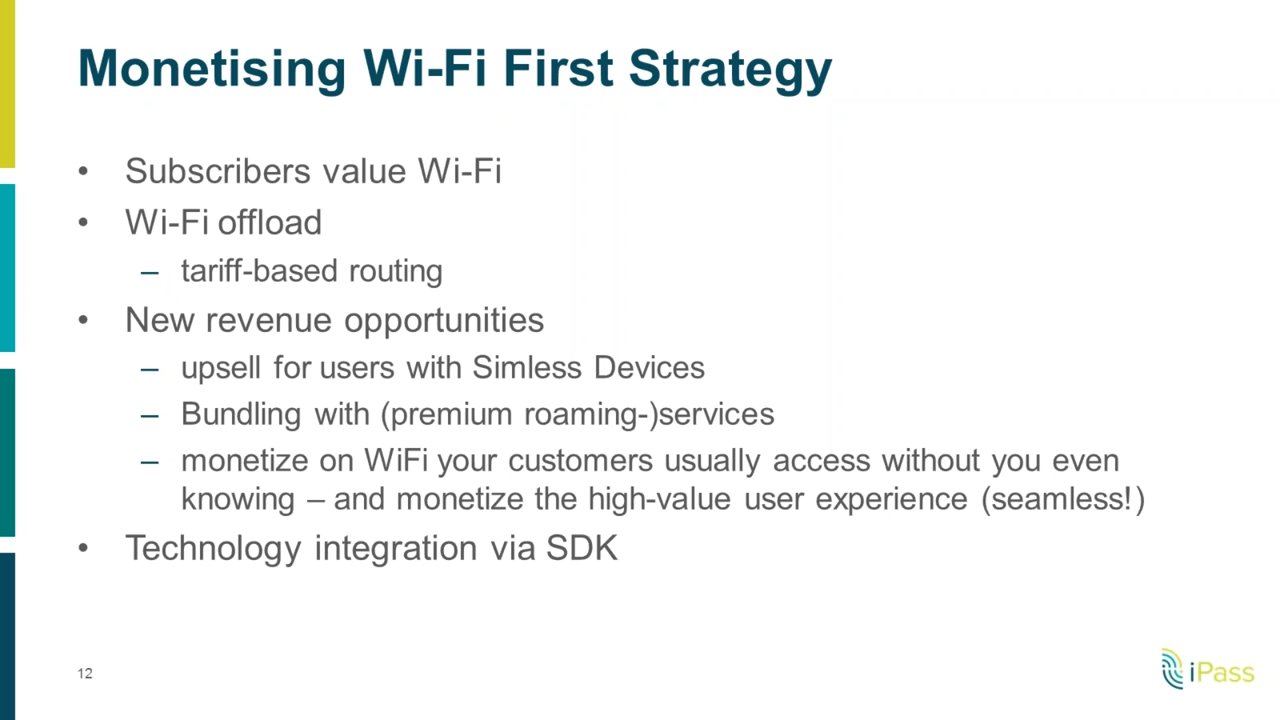 Monetising Wi-Fi First Strategy
• Subscribers value Wi-Fi
• Wi-Fi offload
– tariff-based routing
• New revenue opportunities
– upsell for users with Simless Devices
– Bundling with (premium roaming-)services
– monetize on WiFi your customers usually access without you even
knowing – and monetize the high-value user experience (seamless!)
• Technology integration via SDK
12
iPass